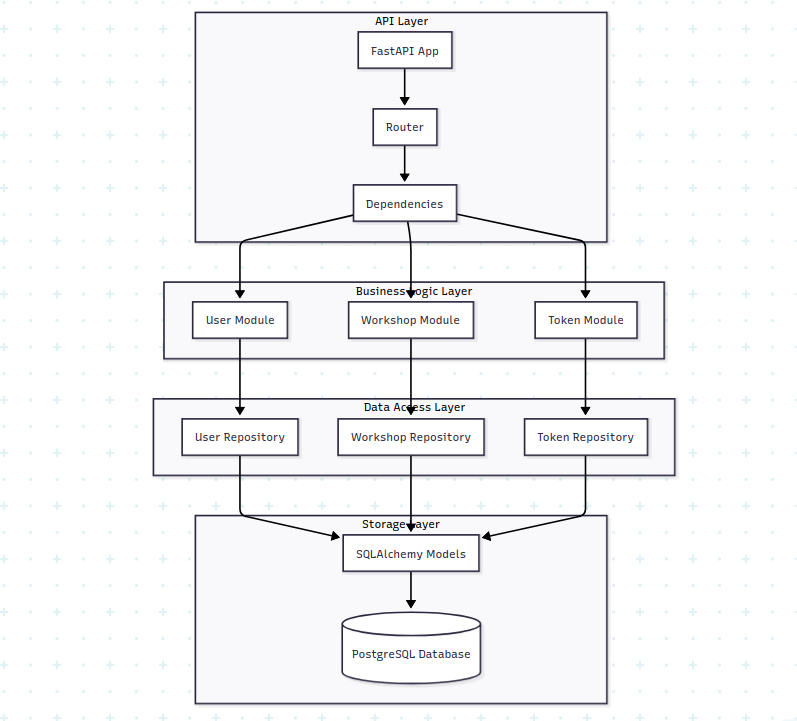 API Layer
FastAPI App
Router
Dependencies
Business Logic Layer
User Module
Workshop Module
Token Module
Data Access Layer
User Repository
Workshop Repository
Token Repository
Storage Layer
SQLAlchemy Models
PostgreSQL Database